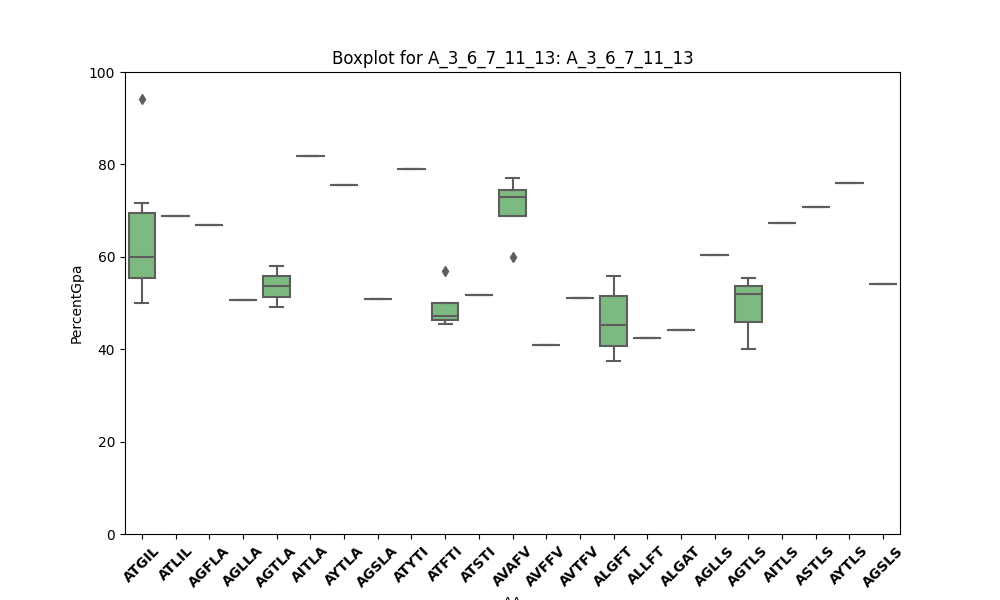 Boxplot for A_3_6_7_11_13: A_3_6_7_11_13
PercentGpa
100
80
60
40
20
0
ATGIL ATLIL AGFLA AGLLA AGTLA AITLA AYTLA AGSLA ATYTI ATFTI ATSTI AVAFV AVFFV AVTFV ALGFT ALLFT ALGAT AGLLS AGTLS AITLS ASTLS AYTLS AGSLS